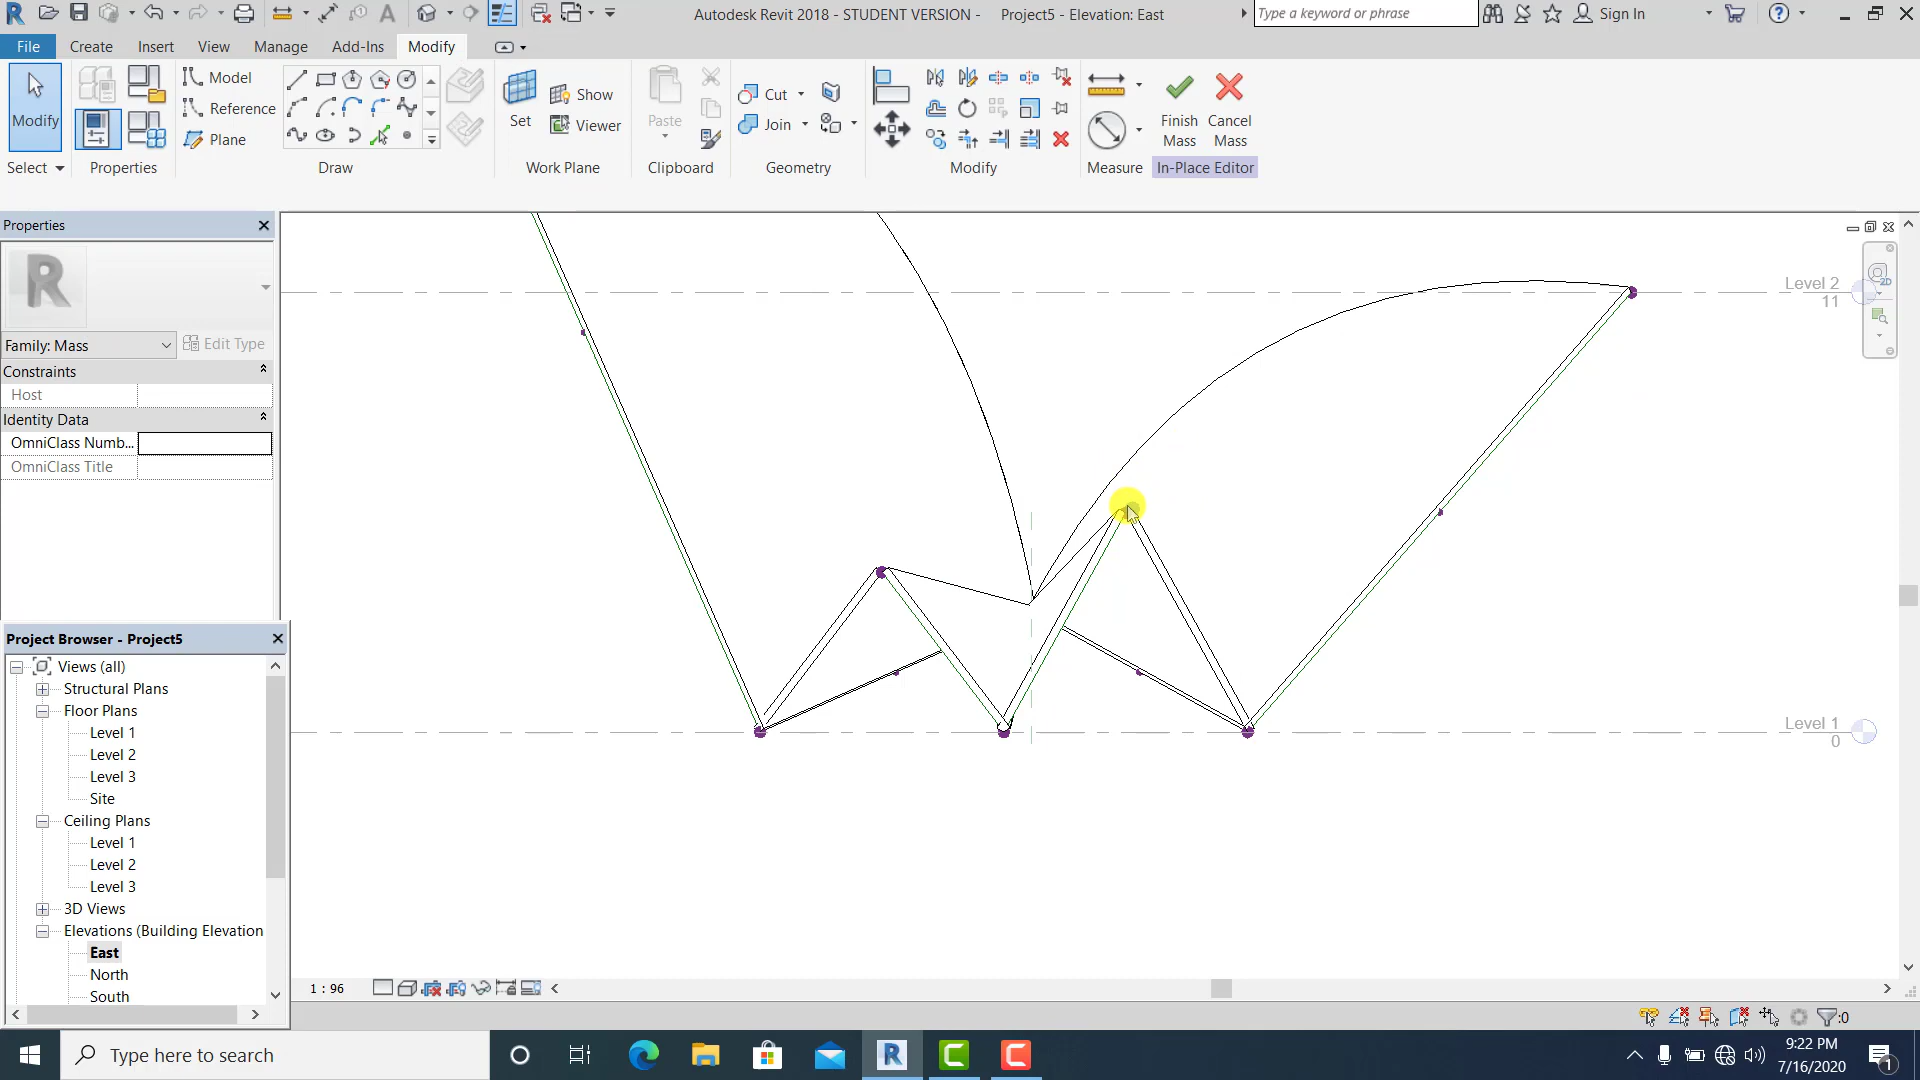 Autodesk Revit 2018 - STUDENT VERSION - Project5 - Elevation: East
Type a keyword or phrase
Sign In
File Create Insert View Manage Add-Ins Modify
Modify
Model
Reference
Plane
Set
Show
Viewer
Paste
Cut
Join
Finish Mass
Cancel Mass
Select
Properties
Draw
Work Plane
Clipboard
Geometry
Modify
Measure
In-Place Editor
Properties
R
Family: Mass
Edit Type
Constraints
Host
Identity Data
OmniClass Numb...
OmniClass Title
Project Browser - Project5
Views (all)
Structural Plans
Floor Plans
Level 1
Level 2
Level 3
Site
Ceiling Plans
Level 1
Level 2
Level 3
3D Views
Elevations (Building Elevation
East
North
South
Level 2
11
2D
Level 1
0
1 : 96
:0
Type here to search
9:22 PM
7/16/2020
1